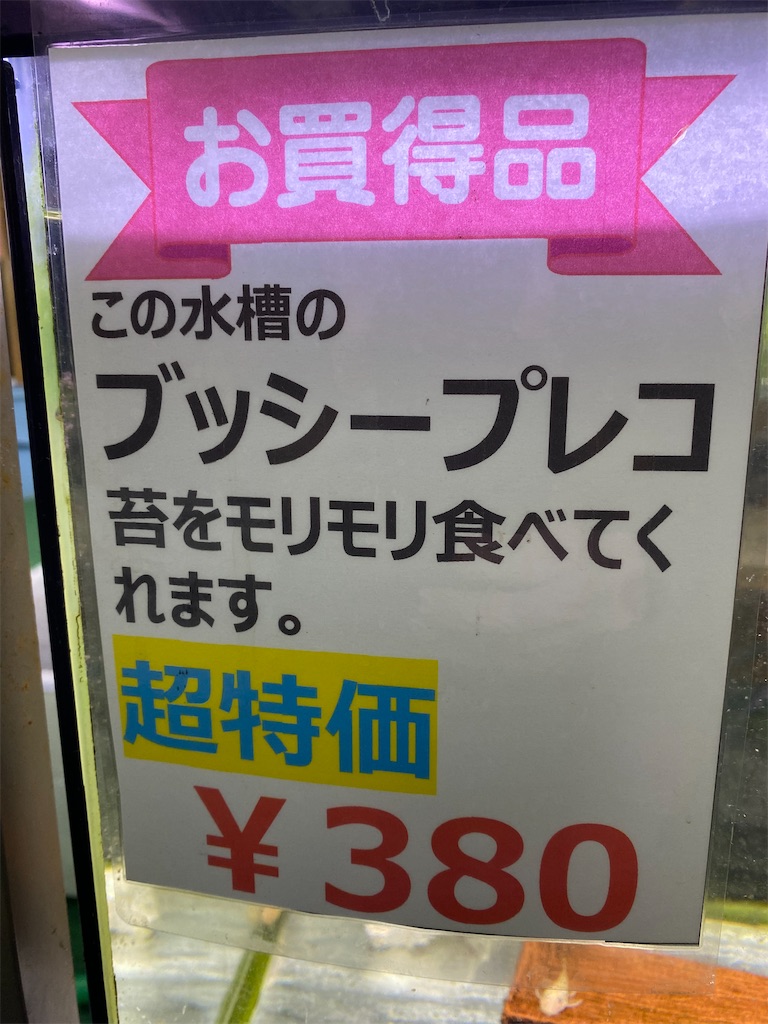 お買得品
この水槽の
ブッシープレコ
苔をモリモリ食べてく
れます。
超特価
¥380